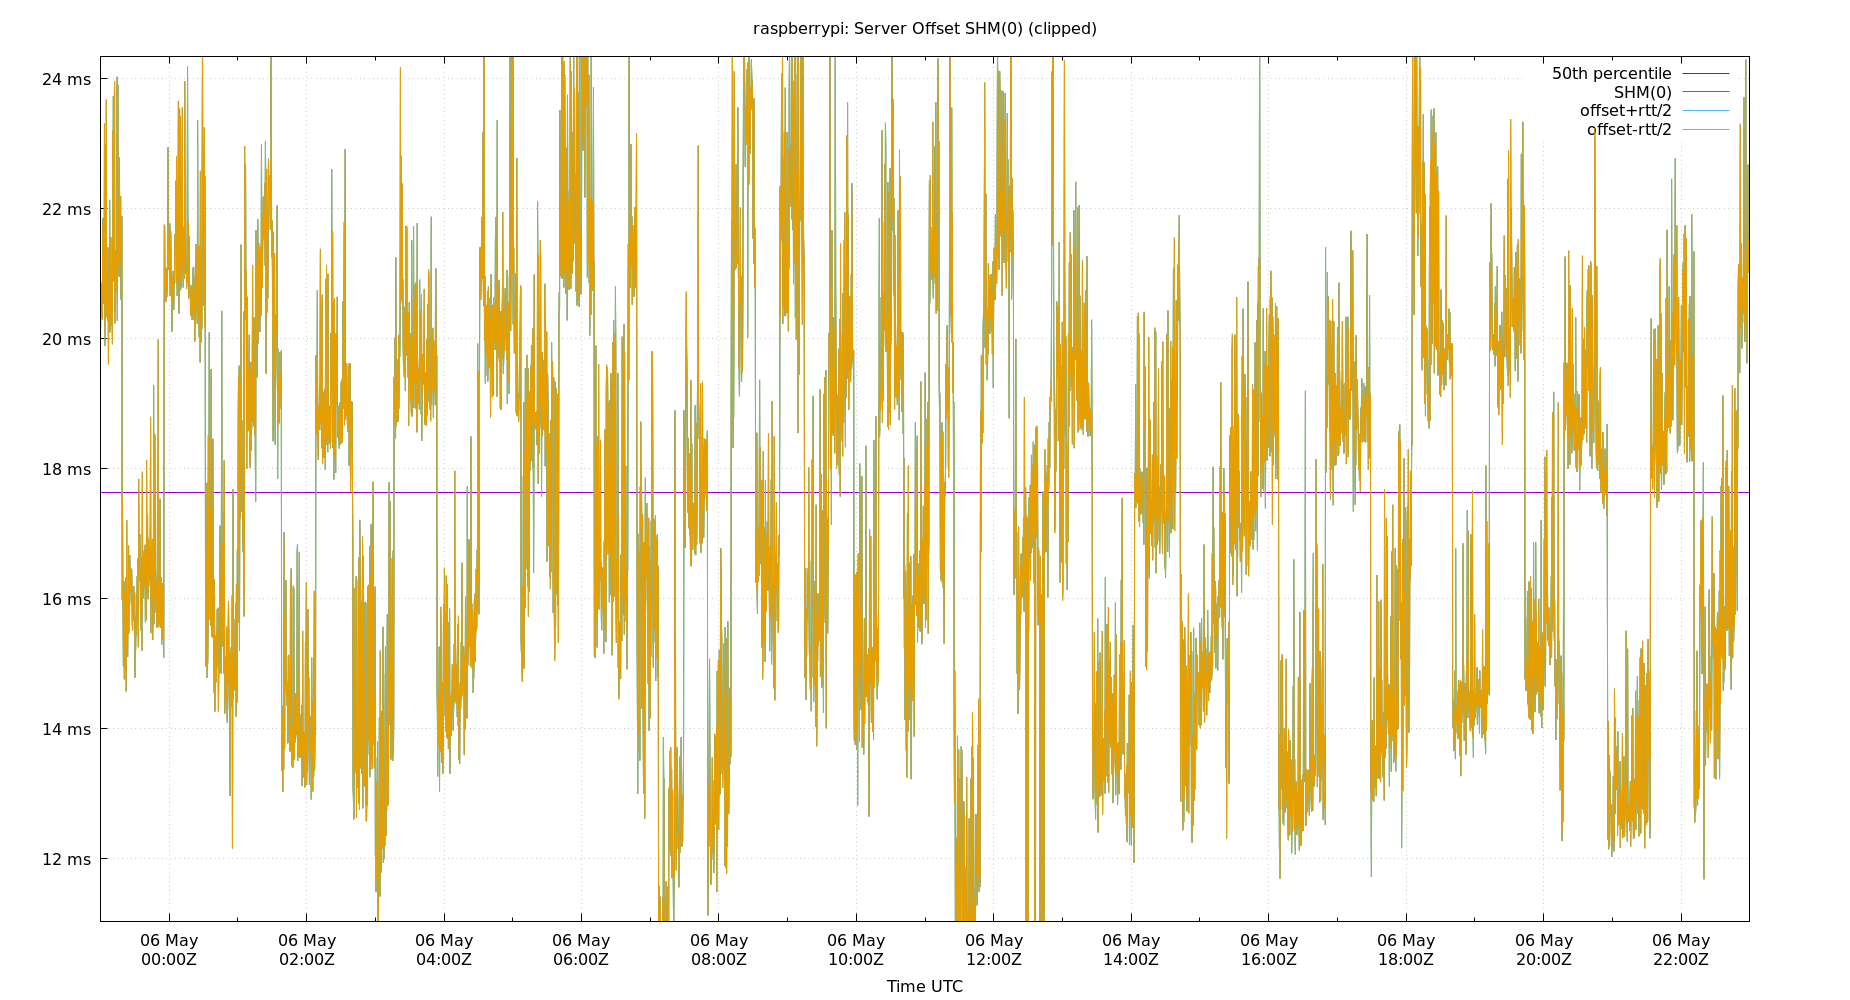 raspberrypi: Server Offset SHM(0) (clipped)
50th percentile
SHM(0)
offset+rtt/2
offset-rtt/2
24 ms
22 ms
20 ms
18 ms
16 ms
14 ms
12 ms
06 May 06 May 06 May 06 May 06 May 06 May 06 May 06 May 06 May 06 May 06 May 06 May
00:00Z 02:00Z 04:00Z 06:00Z 08:00Z 10:00Z 12:00Z 14:00Z 16:00Z 18:00Z 20:00Z 22:00Z
Time UTC